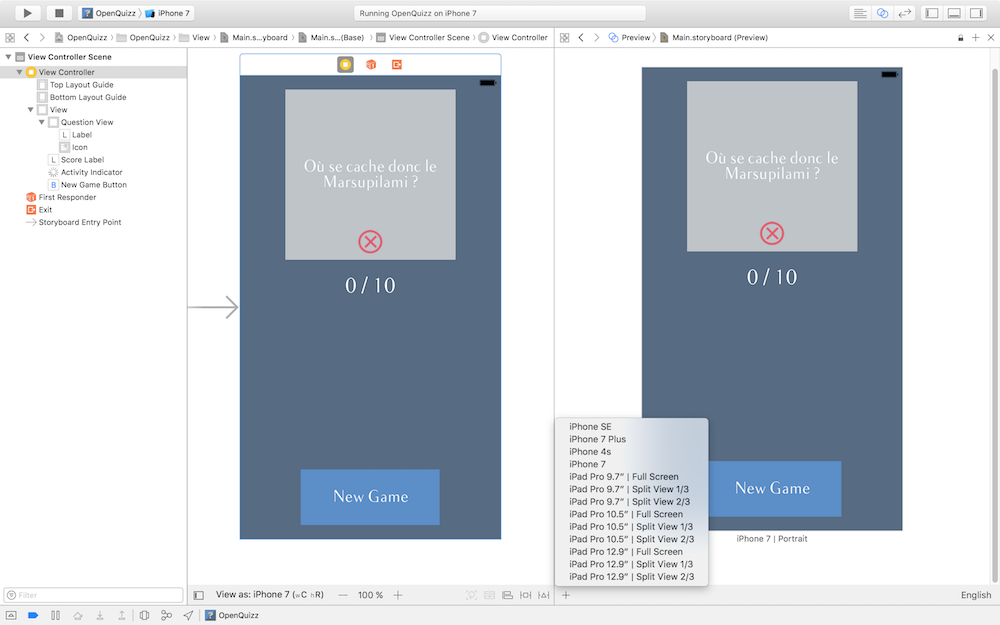 OpenQuizz 〉 iPhone 7
Running OpenQuizz on iPhone 7
OpenQuizz 〉 OpenQuizz 〉 View 〉 Main.s...yboard 〉 Main.s...(Base) 〉 View Controller Scene 〉 View Controller
Preview 〉 Main.storyboard (Preview)
View Controller Scene
View Controller
Top Layout Guide
Bottom Layout Guide
View
Question View
L Label
Icon
L Score Label
Activity Indicator
B New Game Button
First Responder
Exit
Storyboard Entry Point
Où se cache donc le
Marsupilami ?
0 / 10
New Game
Où se cache donc le
Marsupilami ?
0 / 10
New Game
iPhone 7 | Portrait
iPhone SE
iPhone 7 Plus
iPhone 4s
iPhone 7
iPad Pro 9.7” | Full Screen
iPad Pro 9.7” | Split View 1/3
iPad Pro 9.7” | Split View 2/3
iPad Pro 10.5” | Full Screen
iPad Pro 10.5” | Split View 1/3
iPad Pro 10.5” | Split View 2/3
iPad Pro 12.9” | Full Screen
iPad Pro 12.9” | Split View 1/3
iPad Pro 12.9” | Split View 2/3
Filter
View as: iPhone 7 (wC hR) — 100 % +
+ English
OpenQuizz